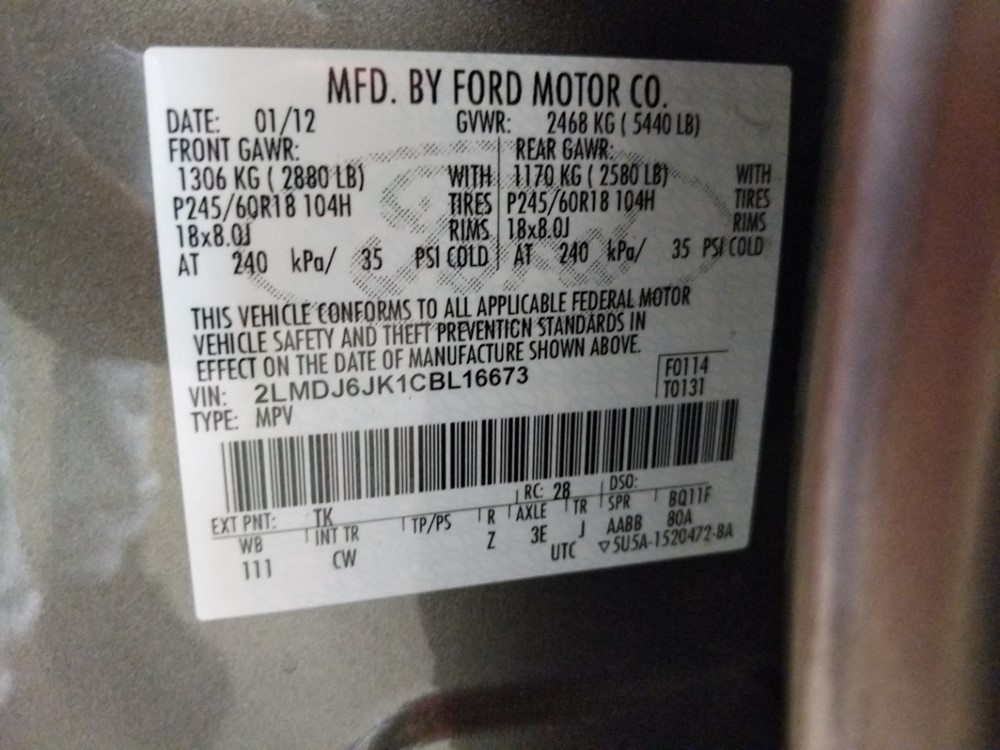 MFD. BY FORD MOTOR CO.
DATE: 01/12 GVWR: 2468 KG ( 5440 LB)
FRONT GAWR: REAR GAWR:
1306 KG ( 2880 LB) WITH 1170 KG ( 2580 LB) WITH
P245/60R18 104H TIRES P245/60R18 104H TIRES
18x8.0J RIMS 18x8.0J RIMS
AT 240 kPa/ 35 PSI COLD AT 240 kPa/ 35 PSI COLD
THIS VEHICLE CONFORMS TO ALL APPLICABLE FEDERAL MOTOR
VEHICLE SAFETY AND THEFT PREVENTION STANDARDS IN
EFFECT ON THE DATE OF MANUFACTURE SHOWN ABOVE.
VIN: 2LMDJ6JK1CBL16673 F0114
TYPE: MPV T0131
EXT PNT: TK RC: 28 DSO:
WB INT TR TP/PS R AXLE TR SPR BQ11F
111 CW Z 3E J AABB 80A
UTC ▽5U5A-1520472-BA